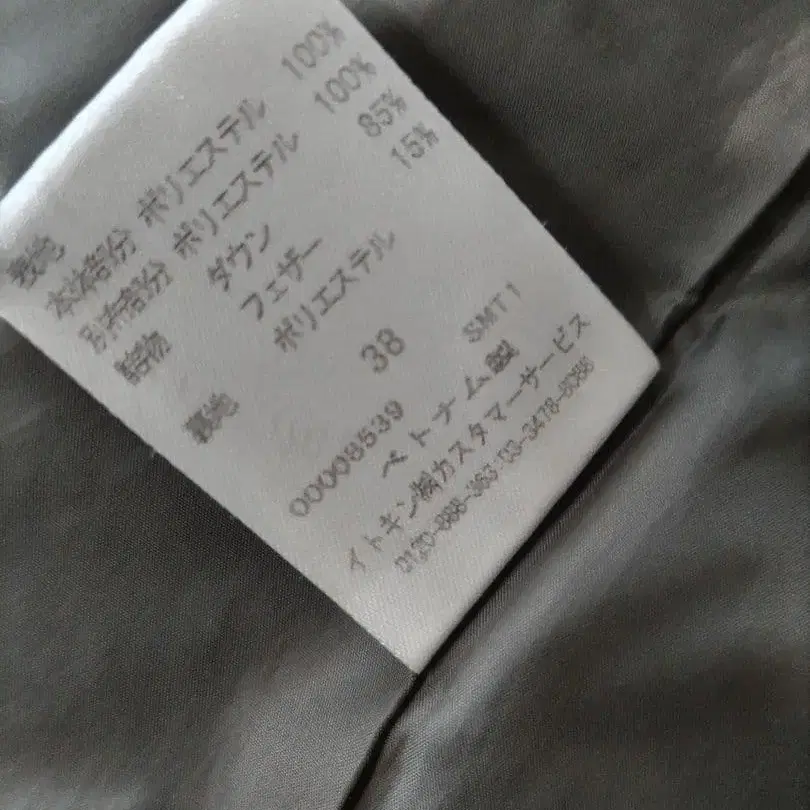 表地
本体部分 ポリエステル 100%
別布部分 ポリエステル 100%
詰物 ダウン 85%
フェザー 15%
裏地 ポリエステル
38
00008539 SMT1
ベトナム製
イトキン㈱カスタマーサービス
0120-888-363:03-3478-8088